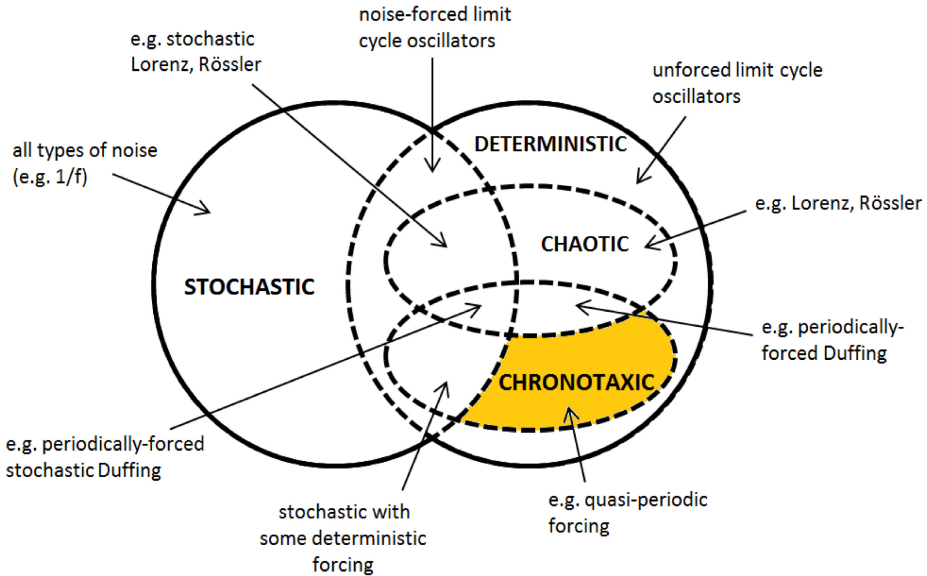 noise-forced limit
cycle oscillators
e.g. stochastic
Lorenz, Rössler
unforced limit cycle
oscillators
all types of noise
(e.g. 1/f)
DETERMINISTIC
e.g. Lorenz, Rössler
CHAOTIC
STOCHASTIC
e.g. periodically-
forced Duffing
CHRONOTAXIC
e.g. periodically-forced
stochastic Duffing
stochastic with
some deterministic
forcing
e.g. quasi-periodic
forcing